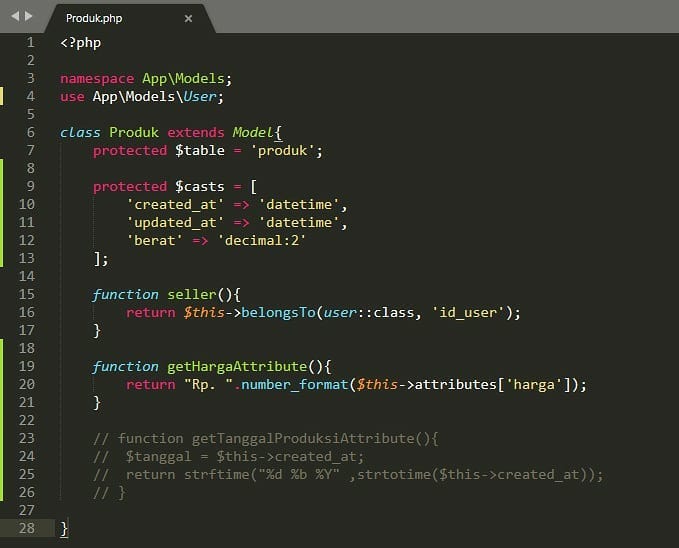 Produk.php
1 <?php
2
3 namespace App\Models;
4 use App\Models\User;
5
6 class Produk extends Model{
7     protected $table = 'produk';
8
9     protected $casts = [
10         'created_at' => 'datetime',
11         'updated_at' => 'datetime',
12         'berat' => 'decimal:2'
13     ];
14
15     function seller(){
16         return $this->belongsTo(user::class, 'id_user');
17     }
18
19     function getHargaAttribute(){
20         return "Rp. ".number_format($this->attributes['harga']);
21     }
22
23     // function getTanggalProduksiAttribute(){
24     //  $tanggal = $this->created_at;
25     //  return strftime("%d %b %Y" ,strtotime($this->created_at));
26     // }
27
28 }